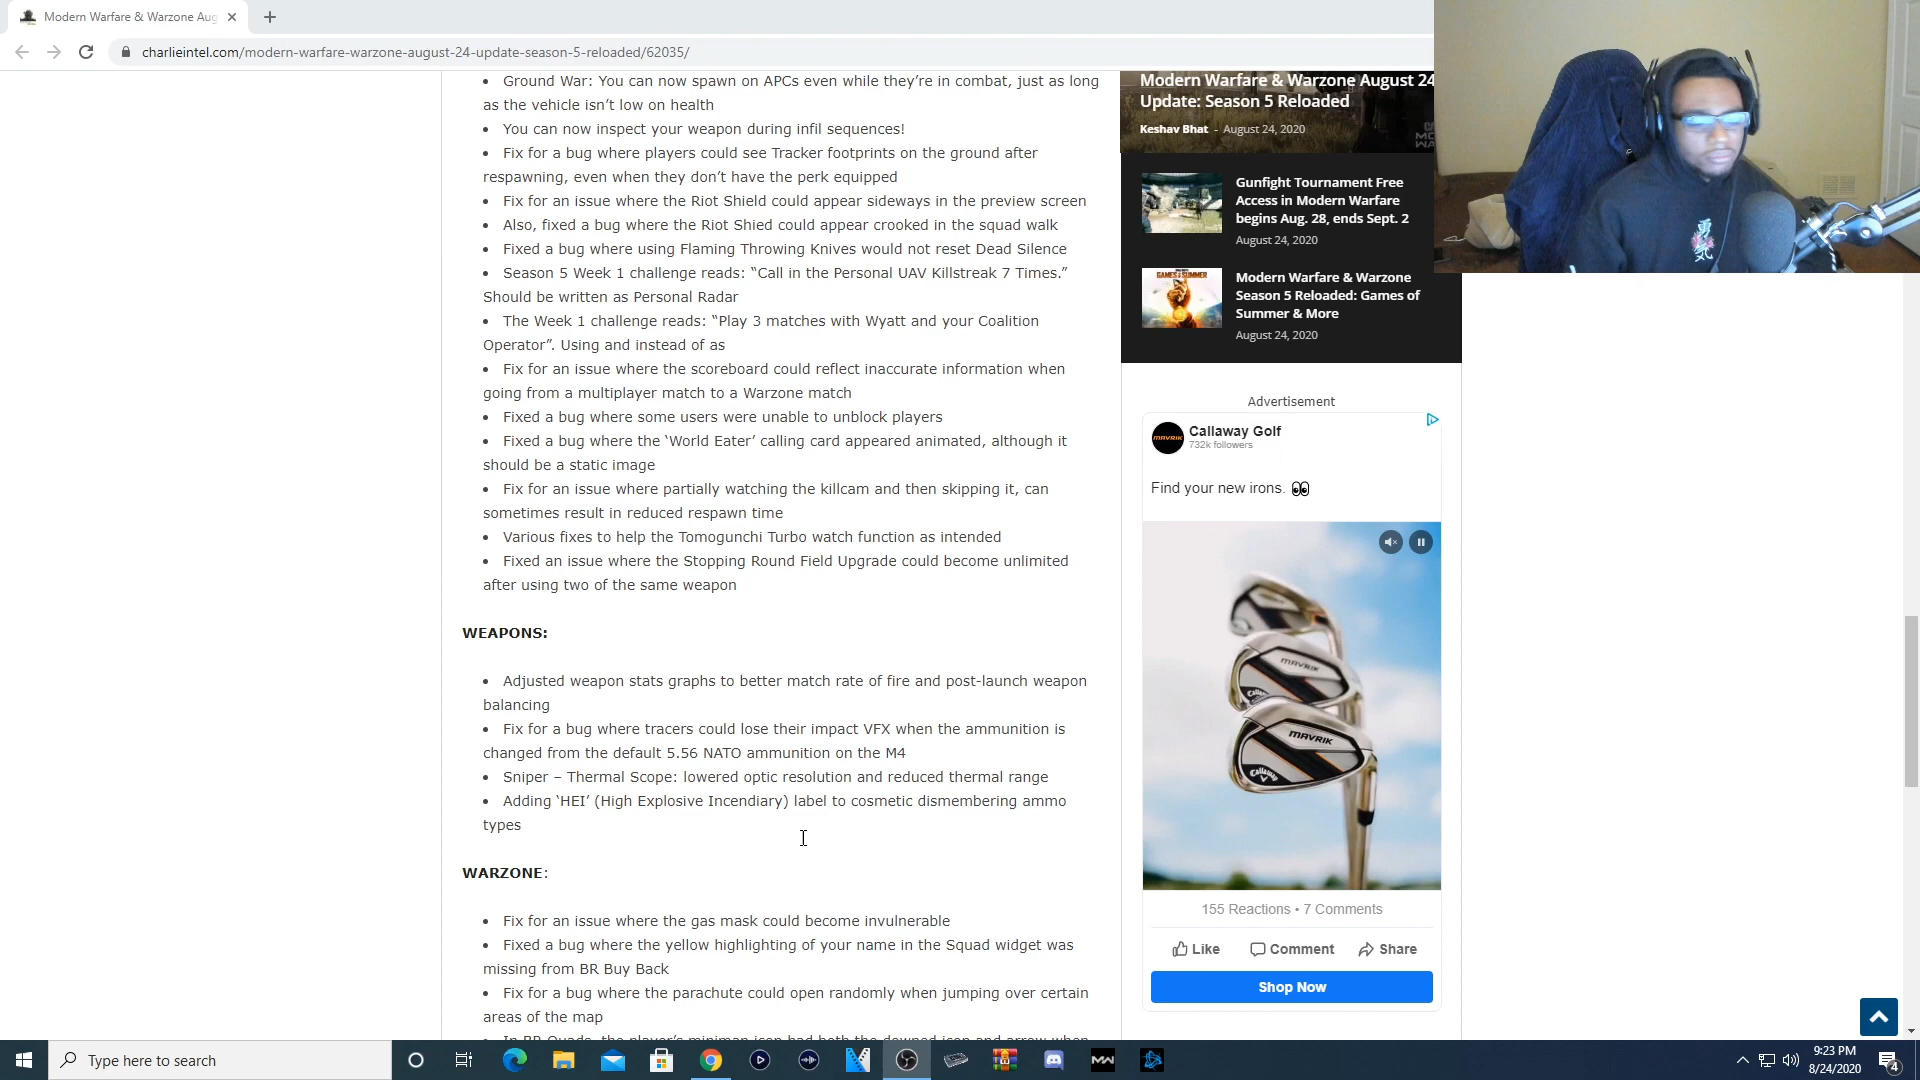 Modern Warfare & Warzone Aug
charlieintel.com/modern-warfare-warzone-august-24-update-season-5-reloaded/62035/
• Ground War: You can now spawn on APCs even while they’re in combat, just as long
as the vehicle isn’t low on health
• You can now inspect your weapon during infil sequences!
• Fix for a bug where players could see Tracker footprints on the ground after
respawning, even when they don’t have the perk equipped
• Fix for an issue where the Riot Shield could appear sideways in the preview screen
• Also, fixed a bug where the Riot Shied could appear crooked in the squad walk
• Fixed a bug where using Flaming Throwing Knives would not reset Dead Silence
• Season 5 Week 1 challenge reads: “Call in the Personal UAV Killstreak 7 Times.”
Should be written as Personal Radar
• The Week 1 challenge reads: “Play 3 matches with Wyatt and your Coalition
Operator”. Using and instead of as
• Fix for an issue where the scoreboard could reflect inaccurate information when
going from a multiplayer match to a Warzone match
• Fixed a bug where some users were unable to unblock players
• Fixed a bug where the ‘World Eater’ calling card appeared animated, although it
should be a static image
• Fix for an issue where partially watching the killcam and then skipping it, can
sometimes result in reduced respawn time
• Various fixes to help the Tomogunchi Turbo watch function as intended
• Fixed an issue where the Stopping Round Field Upgrade could become unlimited
after using two of the same weapon
WEAPONS:
• Adjusted weapon stats graphs to better match rate of fire and post-launch weapon
balancing
• Fix for a bug where tracers could lose their impact VFX when the ammunition is
changed from the default 5.56 NATO ammunition on the M4
• Sniper – Thermal Scope: lowered optic resolution and reduced thermal range
• Adding ‘HEI’ (High Explosive Incendiary) label to cosmetic dismembering ammo
types
WARZONE:
• Fix for an issue where the gas mask could become invulnerable
• Fixed a bug where the yellow highlighting of your name in the Squad widget was
missing from BR Buy Back
• Fix for a bug where the parachute could open randomly when jumping over certain
areas of the map
• In BR Quads, the player’s minimap icon had both the downed icon and arrow when
Modern Warfare & Warzone August 24
Update: Season 5 Reloaded
Keshav Bhat - August 24, 2020
Gunfight Tournament Free
Access in Modern Warfare
begins Aug. 28, ends Sept. 2
August 24, 2020
Modern Warfare & Warzone
Season 5 Reloaded: Games of
Summer & More
August 24, 2020
Advertisement
MAVRIK
Callaway Golf
732k followers
Find your new irons.
MAVRIK
MAVRIK
Callaway
155 Reactions • 7 Comments
Like
Comment
Share
Shop Now
Type here to search
9:23 PM
8/24/2020
4